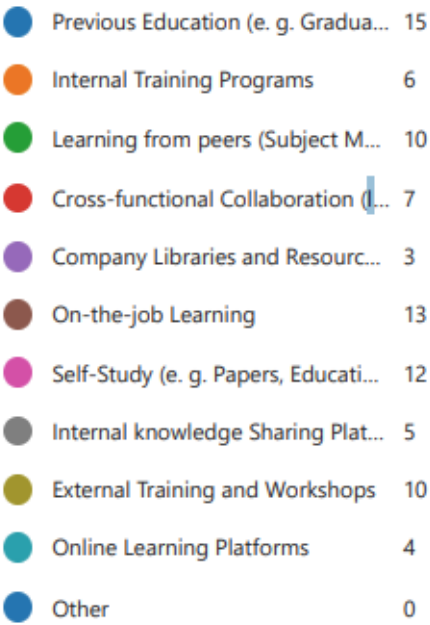 Previous Education (e. g. Gradua... 15
Internal Training Programs 6
Learning from peers (Subject M... 10
Cross-functional Collaboration (I... 7
Company Libraries and Resourc... 3
On-the-job Learning 13
Self-Study (e. g. Papers, Educati... 12
Internal knowledge Sharing Plat... 5
External Training and Workshops 10
Online Learning Platforms 4
Other 0